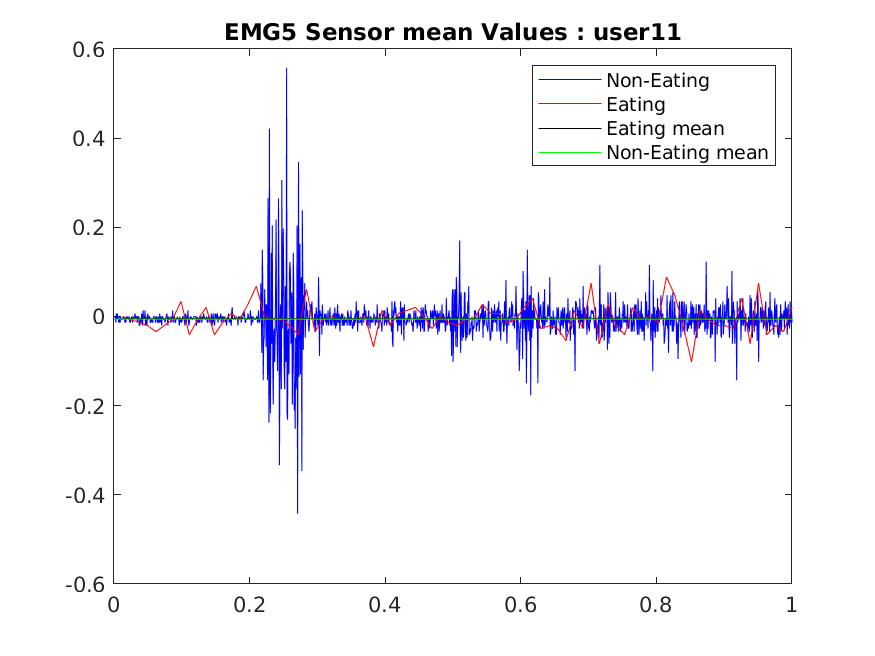 EMG5 Sensor mean Values : user11
Non-Eating
Eating
Eating mean
Non-Eating mean
0.6
0.4
0.2
0
-0.2
-0.4
-0.6
0
0.2
0.4
0.6
0.8
1